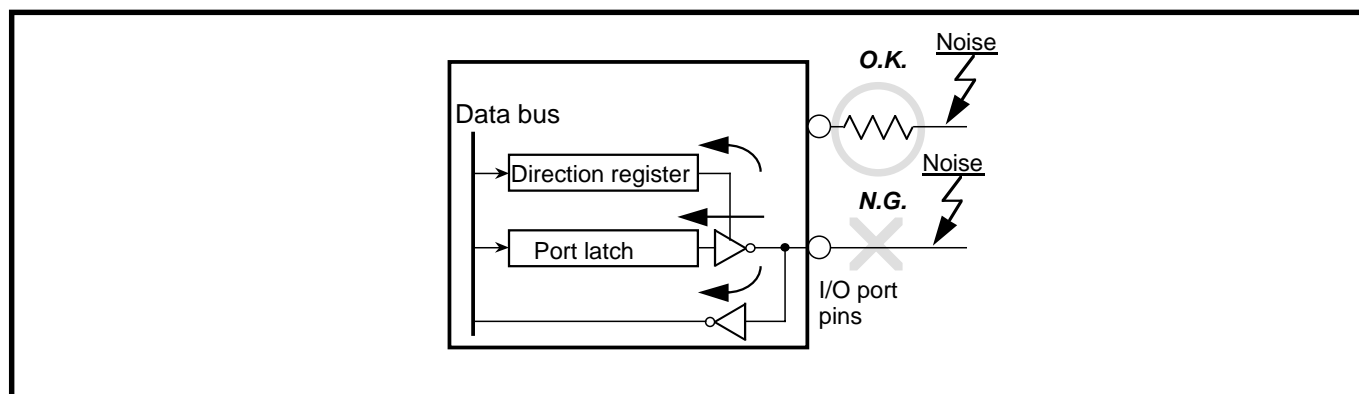 Noise
O.K.
Data bus
Direction register
Noise
N.G.
Port latch
I/O port
pins